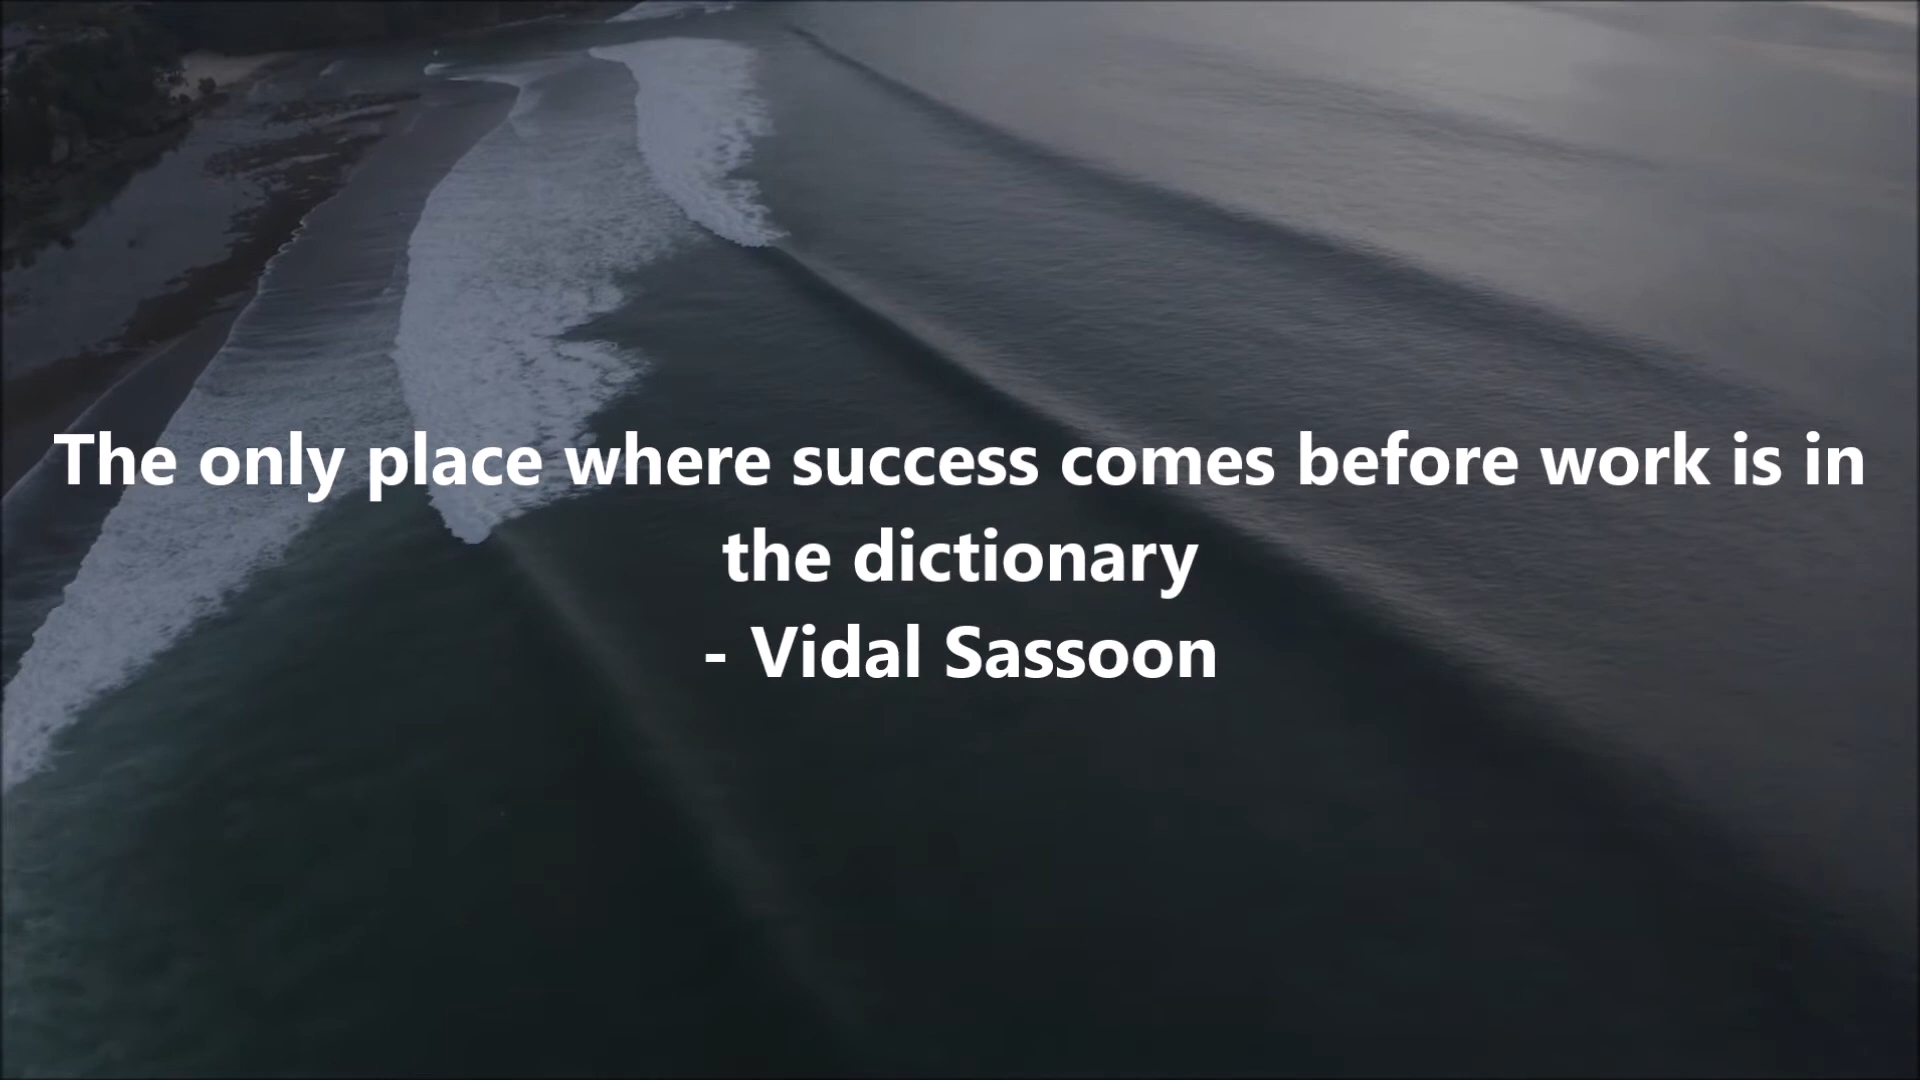 The only place where success comes before work is in
the dictionary
- Vidal Sassoon